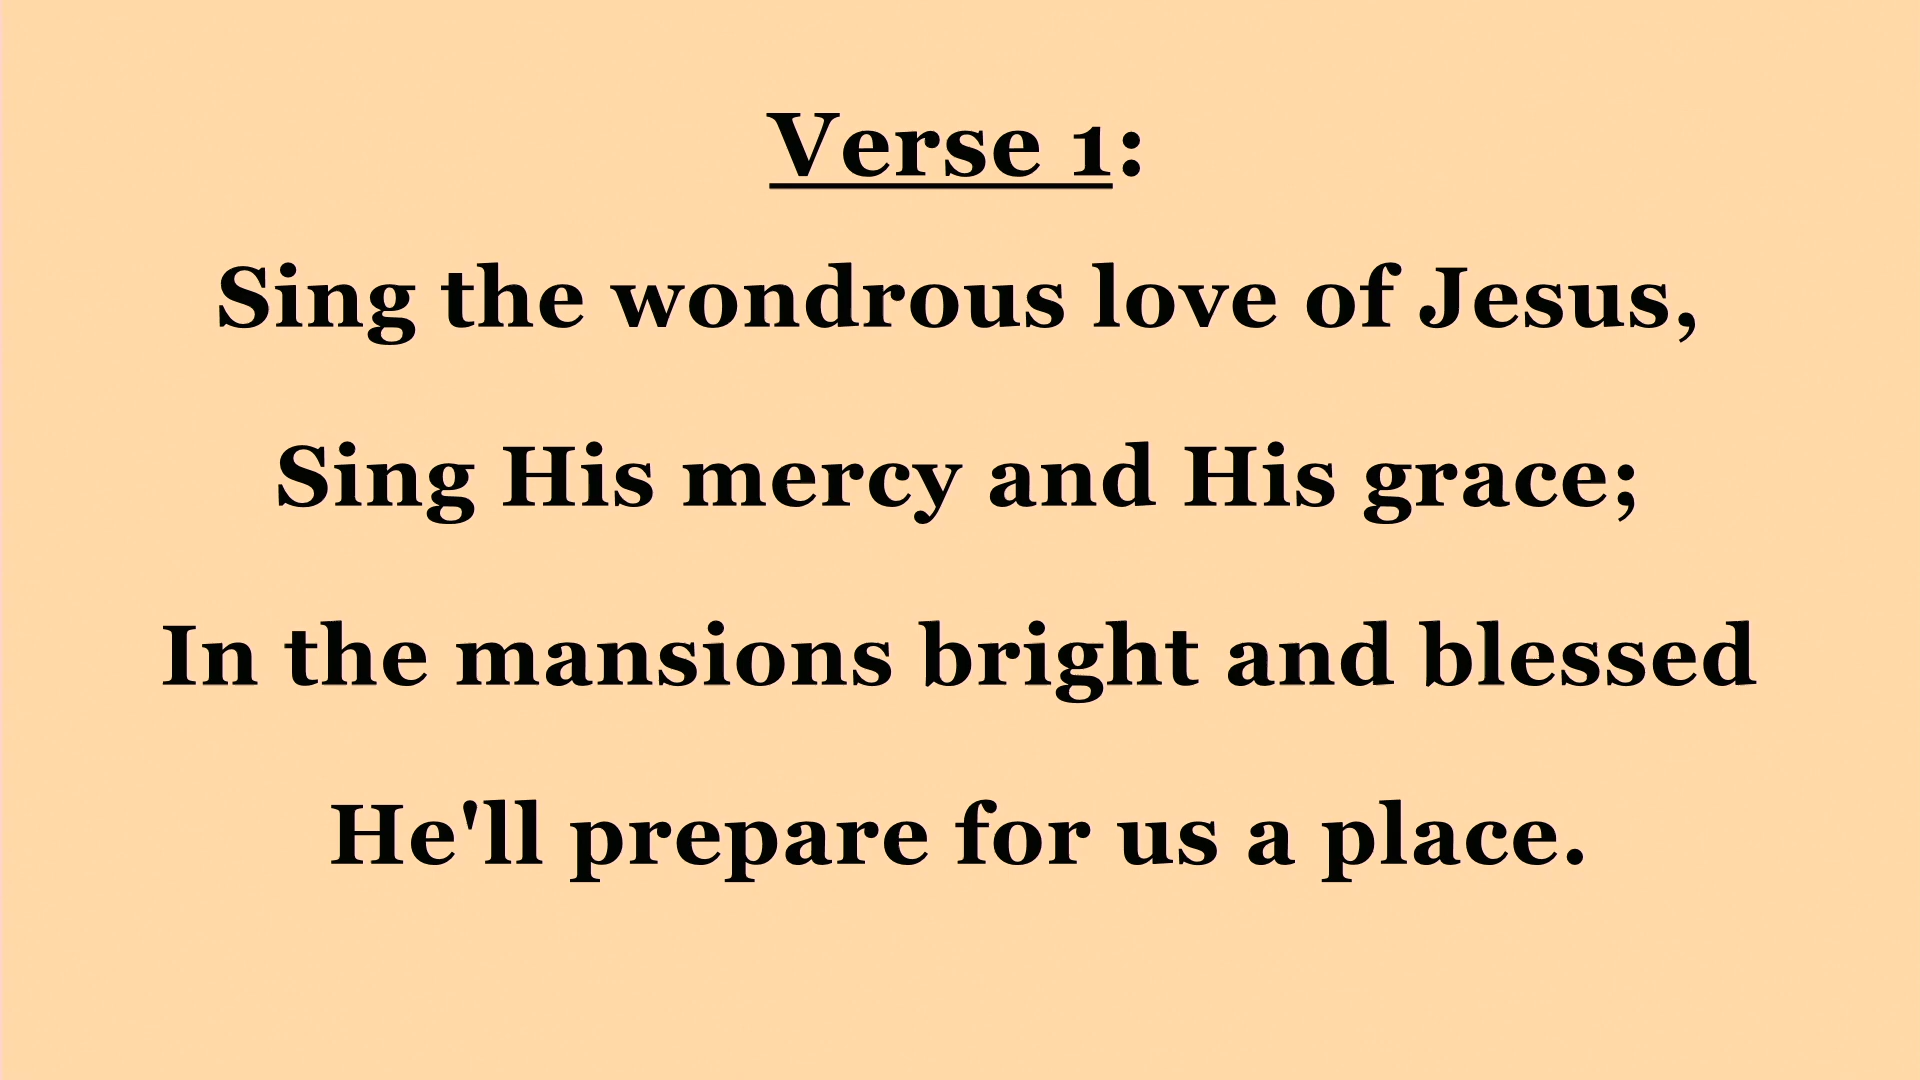 Verse 1:
Sing the wondrous love of Jesus,
Sing His mercy and His grace;
In the mansions bright and blessed
He'll prepare for us a place.